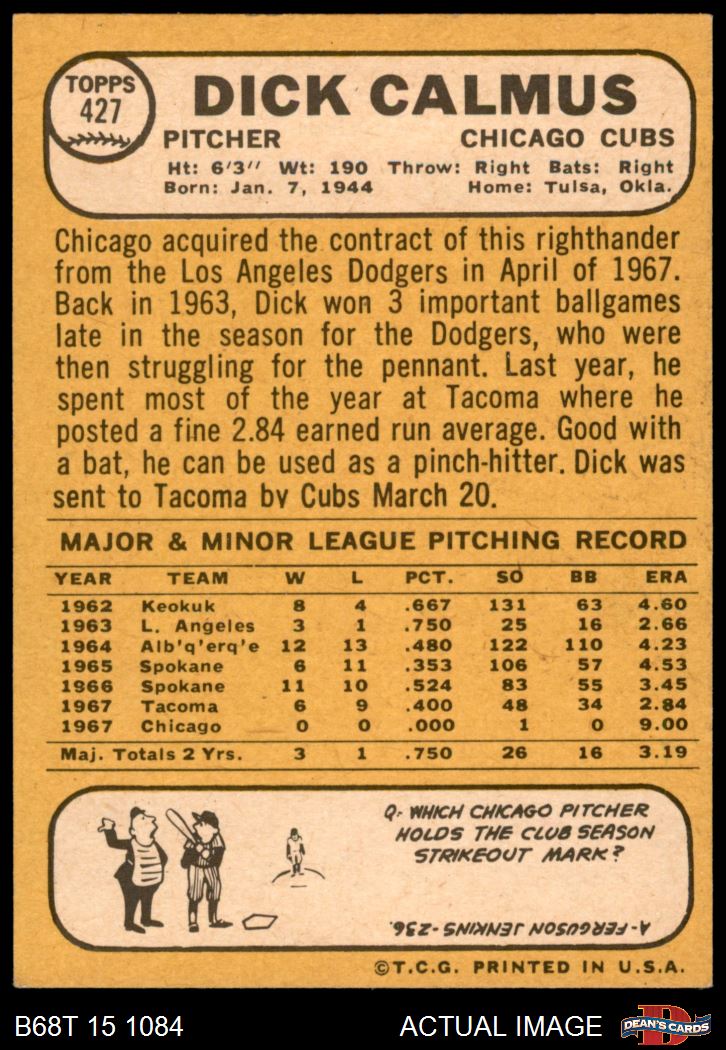 TOPPS
427
DICK CALMUS
PITCHER CHICAGO CUBS
Ht: 6'3'' Wt: 190 Throw: Right Bats: Right
Born: Jan. 7, 1944 Home: Tulsa, Okla.
Chicago acquired the contract of this righthander
from the Los Angeles Dodgers in April of 1967.
Back in 1963, Dick won 3 important ballgames
late in the season for the Dodgers, who were
then struggling for the pennant. Last year, he
spent most of the year at Tacoma where he
posted a fine 2.84 earned run average. Good with
a bat, he can be used as a pinch-hitter. Dick was
sent to Tacoma by Cubs March 20.
MAJOR & MINOR LEAGUE PITCHING RECORD
YEAR TEAM W L PCT. SO BB ERA
1962 Keokuk 8 4 .667 131 63 4.60
1963 L. Angeles 3 1 .750 25 16 2.66
1964 Alb'q'erq'e 12 13 .480 122 110 4.23
1965 Spokane 6 11 .353 106 57 4.53
1966 Spokane 11 10 .524 83 55 3.45
1967 Tacoma 6 9 .400 48 34 2.84
1967 Chicago 0 0 .000 1 0 9.00
Maj. Totals 2 Yrs. 3 1 .750 26 16 3.19
Q- WHICH CHICAGO PITCHER
HOLDS THE CLUB SEASON
STRIKEOUT MARK?
A-FERGUSON JENKINS-236.
©T.C.G. PRINTED IN U.S.A.
B68T 15 1084 ACTUAL IMAGE
D
DEAN'S CARDS